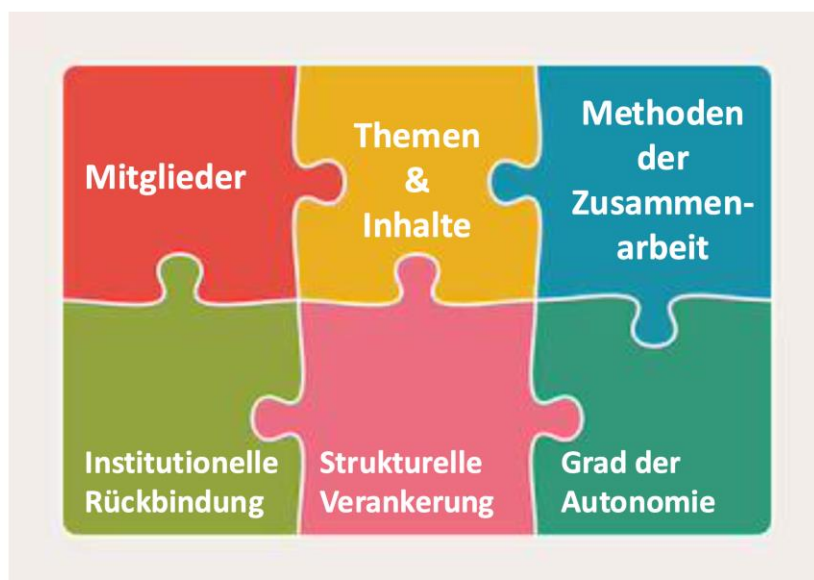 Mitglieder
Themen
&
Inhalte
Methoden
der
Zusammen-
arbeit
Institutionelle
Rückbindung
Strukturelle
Verankerung
Grad der
Autonomie